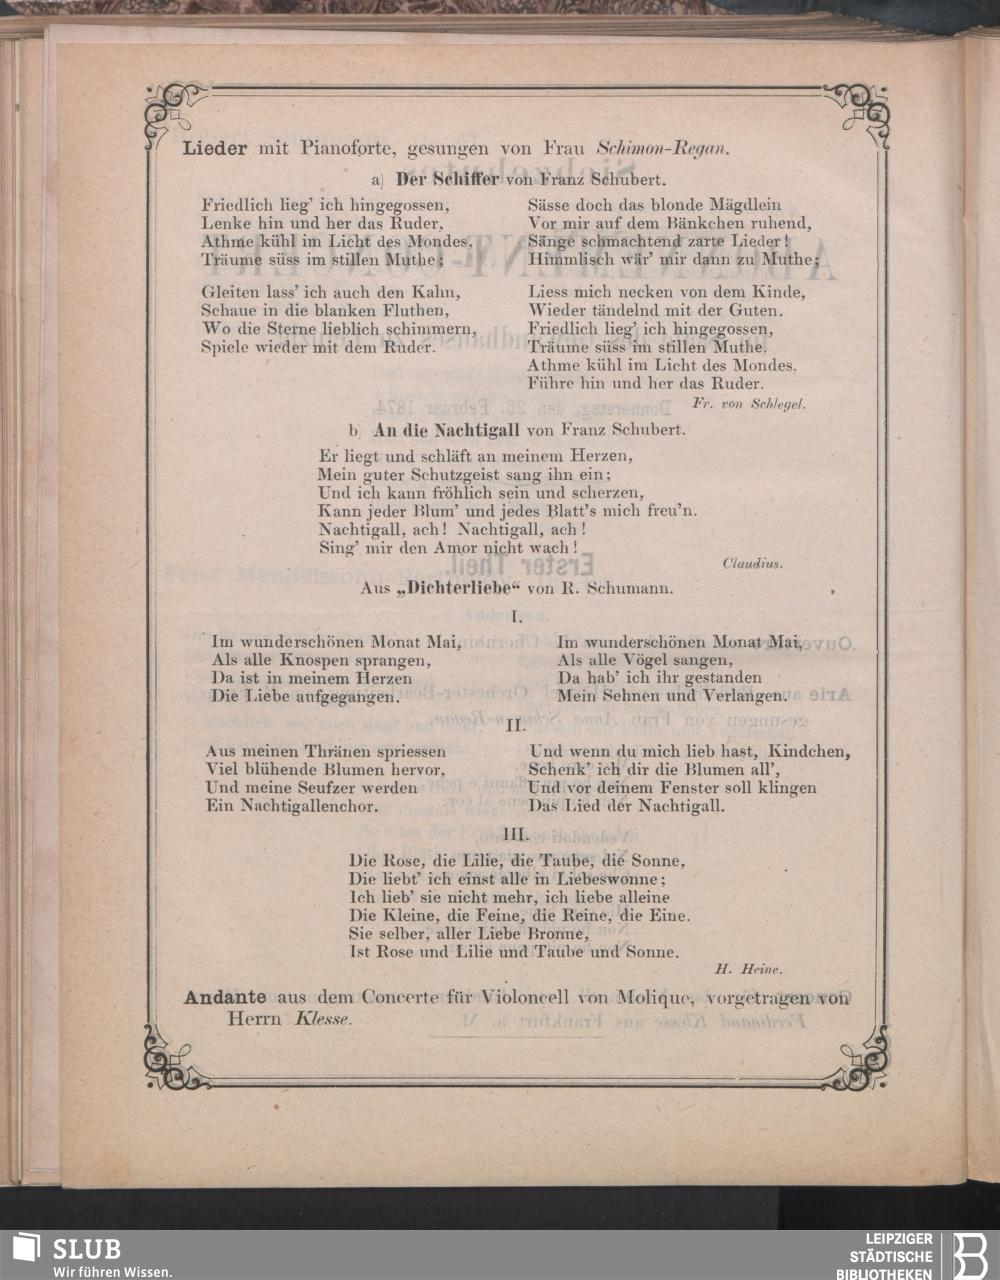 Lieder mit Pianoforte, gesungen von Frau Schimon-Regan.
a) Der Schiffer von Franz Schubert.
Friedlich lieg' ich hingegossen,
Lenke hin und her das Ruder,
Athme kühl im Licht des Mondes,
Träume süss im stillen Muthe;
Gleiten lass' ich auch den Kahn,
Schaue in die blanken Fluthen,
Wo die Sterne lieblich schimmern,
Spiele wieder mit dem Ruder.
Sässe doch das blonde Mägdlein
Vor mir auf dem Bänkchen ruhend,
Sänge schmachtend zarte Lieder!
Himmlisch wär' mir dann zu Muthe;
Liess mich necken von dem Kinde,
Wieder tändelnd mit der Guten.
Friedlich lieg' ich hingegossen,
Träume süss im stillen Muthe,
Athme kühl im Licht des Mondes,
Führe hin und her das Ruder.
Fr. von Schlegel.
b) An die Nachtigall von Franz Schubert.
Er liegt und schläft an meinem Herzen,
Mein guter Schutzgeist sang ihn ein;
Und ich kann fröhlich sein und scherzen,
Kann jeder Blum' und jedes Blatt's mich freu'n.
Nachtigall, ach! Nachtigall, ach!
Sing' mir den Amor nicht wach!
Claudius.
Aus „Dichterliebe“ von R. Schumann.
I.
Im wunderschönen Monat Mai,
Als alle Knospen sprangen,
Da ist in meinem Herzen
Die Liebe aufgegangen.
Im wunderschönen Monat Mai,
Als alle Vögel sangen,
Da hab' ich ihr gestanden
Mein Sehnen und Verlangen.
II.
Aus meinen Thränen spriessen
Viel blühende Blumen hervor,
Und meine Seufzer werden
Ein Nachtigallenchor.
Und wenn du mich lieb hast, Kindchen,
Schenk' ich dir die Blumen all',
Und vor deinem Fenster soll klingen
Das Lied der Nachtigall.
III.
Die Rose, die Lilie, die Taube, die Sonne,
Die liebt' ich einst alle in Liebeswonne;
Ich lieb' sie nicht mehr, ich liebe alleine
Die Kleine, die Feine, die Reine, die Eine.
Sie selber, aller Liebe Bronne,
Ist Rose und Lilie und Taube und Sonne.
H. Heine.
Andante aus dem Concerte für Violoncell von Molique, vorgetragen von
Herrn Klesse.
SLUB
Wir führen Wissen.
LEIPZIGER
STÄDTISCHE
BIBLIOTHEKEN